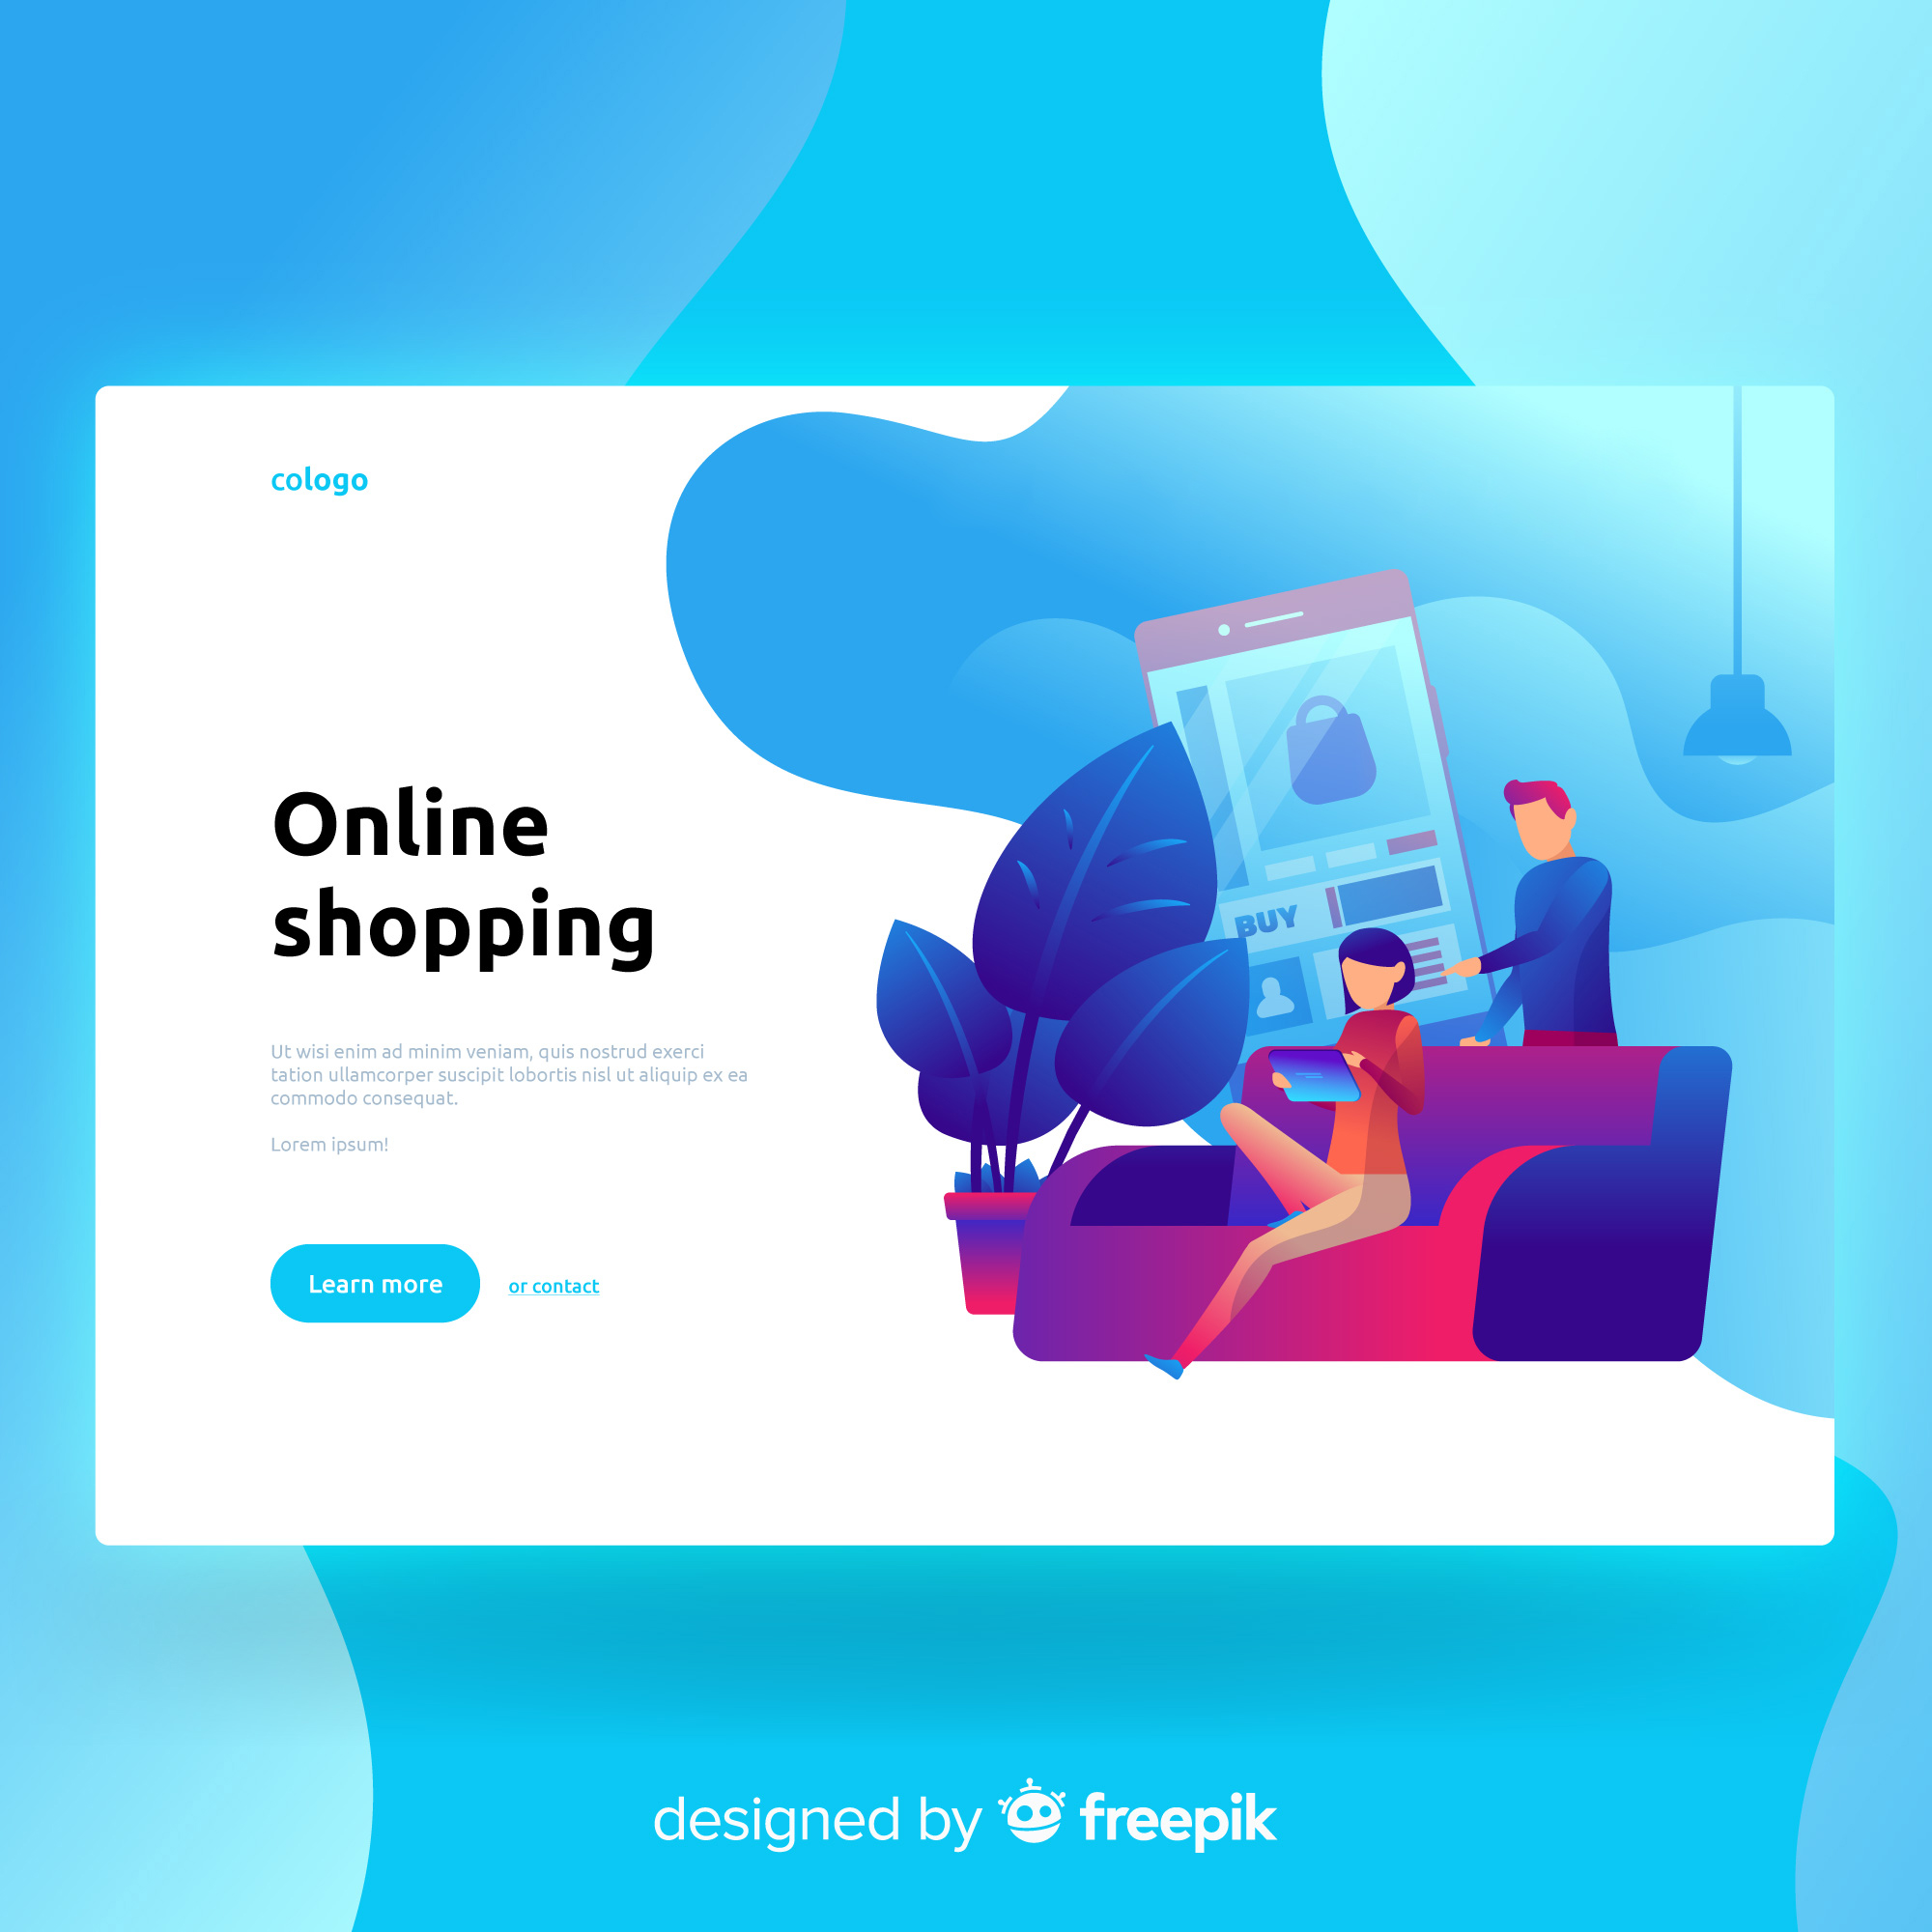 cologo
Online
shopping
Ut wisi enim ad minim veniam, quis nostrud exerci
tation ullamcorper suscipit lobortis nisl ut aliquip ex ea
commodo consequat.
Lorem ipsum!
Learn more
or contact
BUY
designed by freepik